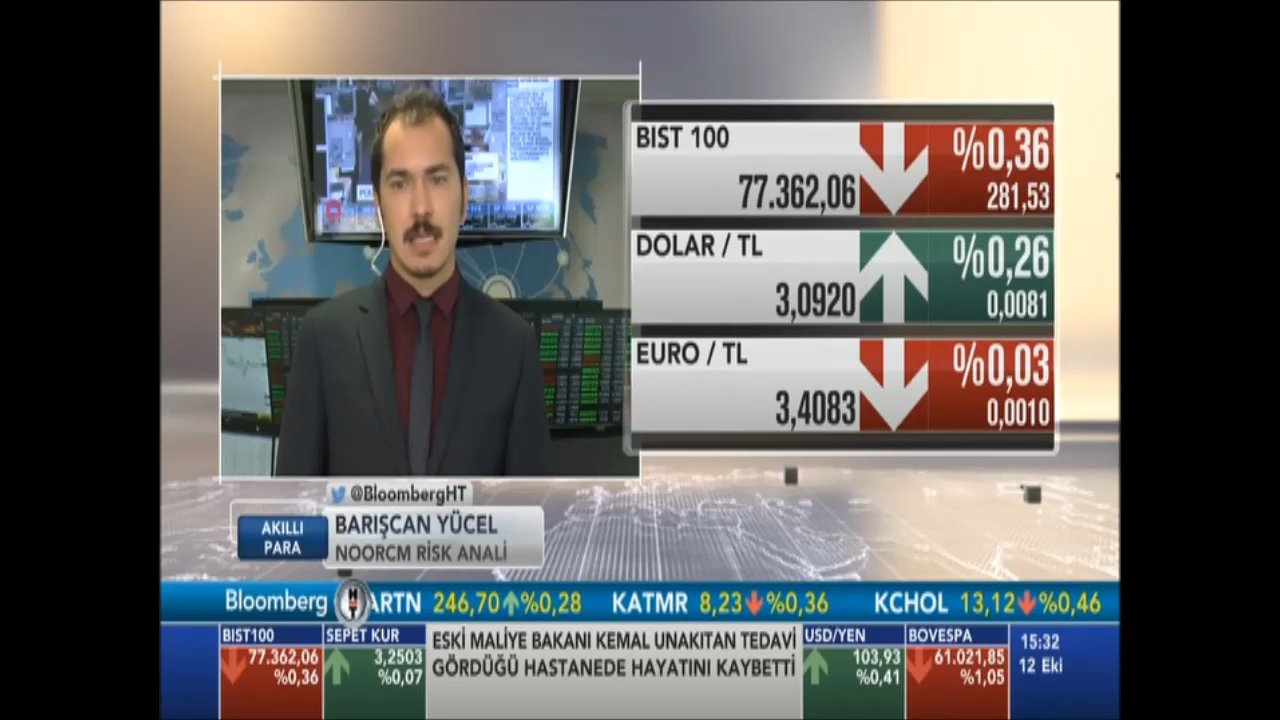 BIST 100
77.362,06
%0,36
281,53
DOLAR / TL
3,0920
%0,26
0,0081
EURO / TL
3,4083
%0,03
0,0010
@BloombergHT
AKILLI
PARA
BARIŞCAN YÜCEL
NOORCM RISK ANALİ
Bloomberg HT ARTN 246,70 %0,28 KATMR 8,23 %0,36 KCHOL 13,12 %0,46
BIST100
77.362,06
%0,36
SEPET KUR
3,2503
%0,07
ESKİ MALİYE BAKANI KEMAL UNAKITAN TEDAVİ
GÖRDÜĞÜ HASTANEDE HAYATINI KAYBETTİ
USD/YEN
103,93
%0,41
BOVESPA
61.021,85
%1,05
15:32
12 Eki